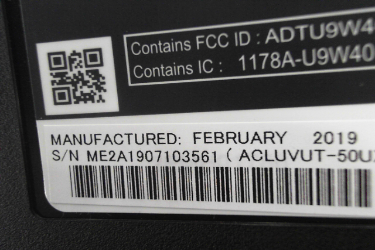 Contains FCC ID : ADTU9W4
Contains IC : 1178A-U9W40
MANUFACTURED: FEBRUARY 2019
S/N ME2A1907103561 ( ACLUVUT-50U